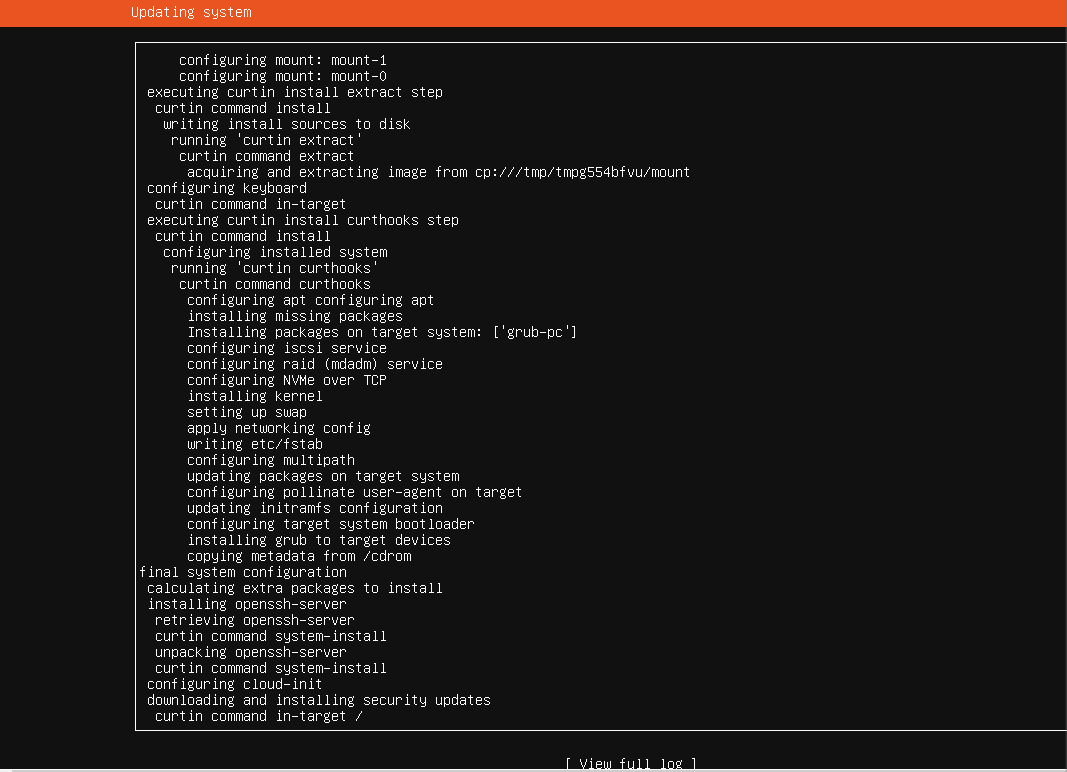 Updating system
configuring mount: mount-1
configuring mount: mount-0
executing curtin install extract step
curtin command install
writing install sources to disk
running 'curtin extract'
curtin command extract
acquiring and extracting image from cp:///tmp/tmpg554bfvu/mount
configuring keyboard
curtin command in-target
executing curtin install curthooks step
curtin command install
configuring installed system
running 'curtin curthooks'
curtin command curthooks
configuring apt configuring apt
installing missing packages
Installing packages on target system: ['grub-pc']
configuring iscsi service
configuring raid (mdadm) service
configuring NVMe over TCP
installing kernel
setting up swap
apply networking config
writing etc/fstab
configuring multipath
updating packages on target system
configuring pollinate user-agent on target
updating initramfs configuration
configuring target system bootloader
installing grub to target devices
copying metadata from /cdrom
final system configuration
calculating extra packages to install
installing openssh-server
retrieving openssh-server
curtin command system-install
unpacking openssh-server
curtin command system-install
configuring cloud-init
downloading and installing security updates
curtin command in-target /
[ View full log ]